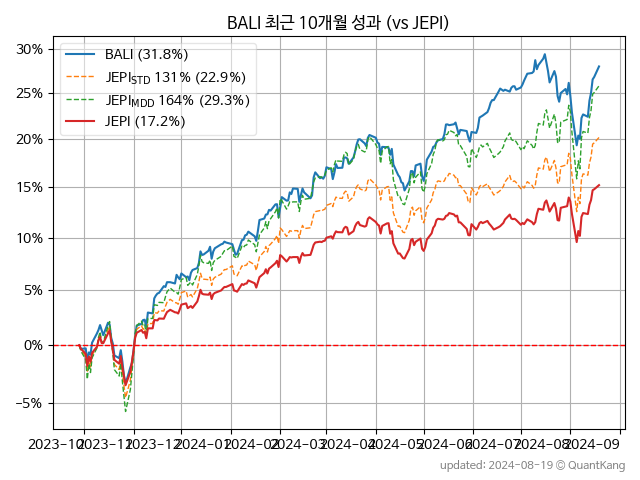 BALI 최근 10개월 성과 (vs JEPI)
BALI (31.8%)
JEPI_STD 131% (22.9%)
JEPI_MDD 164% (29.3%)
JEPI (17.2%)
30%
25%
20%
15%
10%
5%
0%
−5%
2023−10 2023−11 2023−12 2024−01 2024−02 2024−03 2024−04 2024−05 2024−06 2024−07 2024−08 2024−09
updated: 2024-08-19 © QuantKang